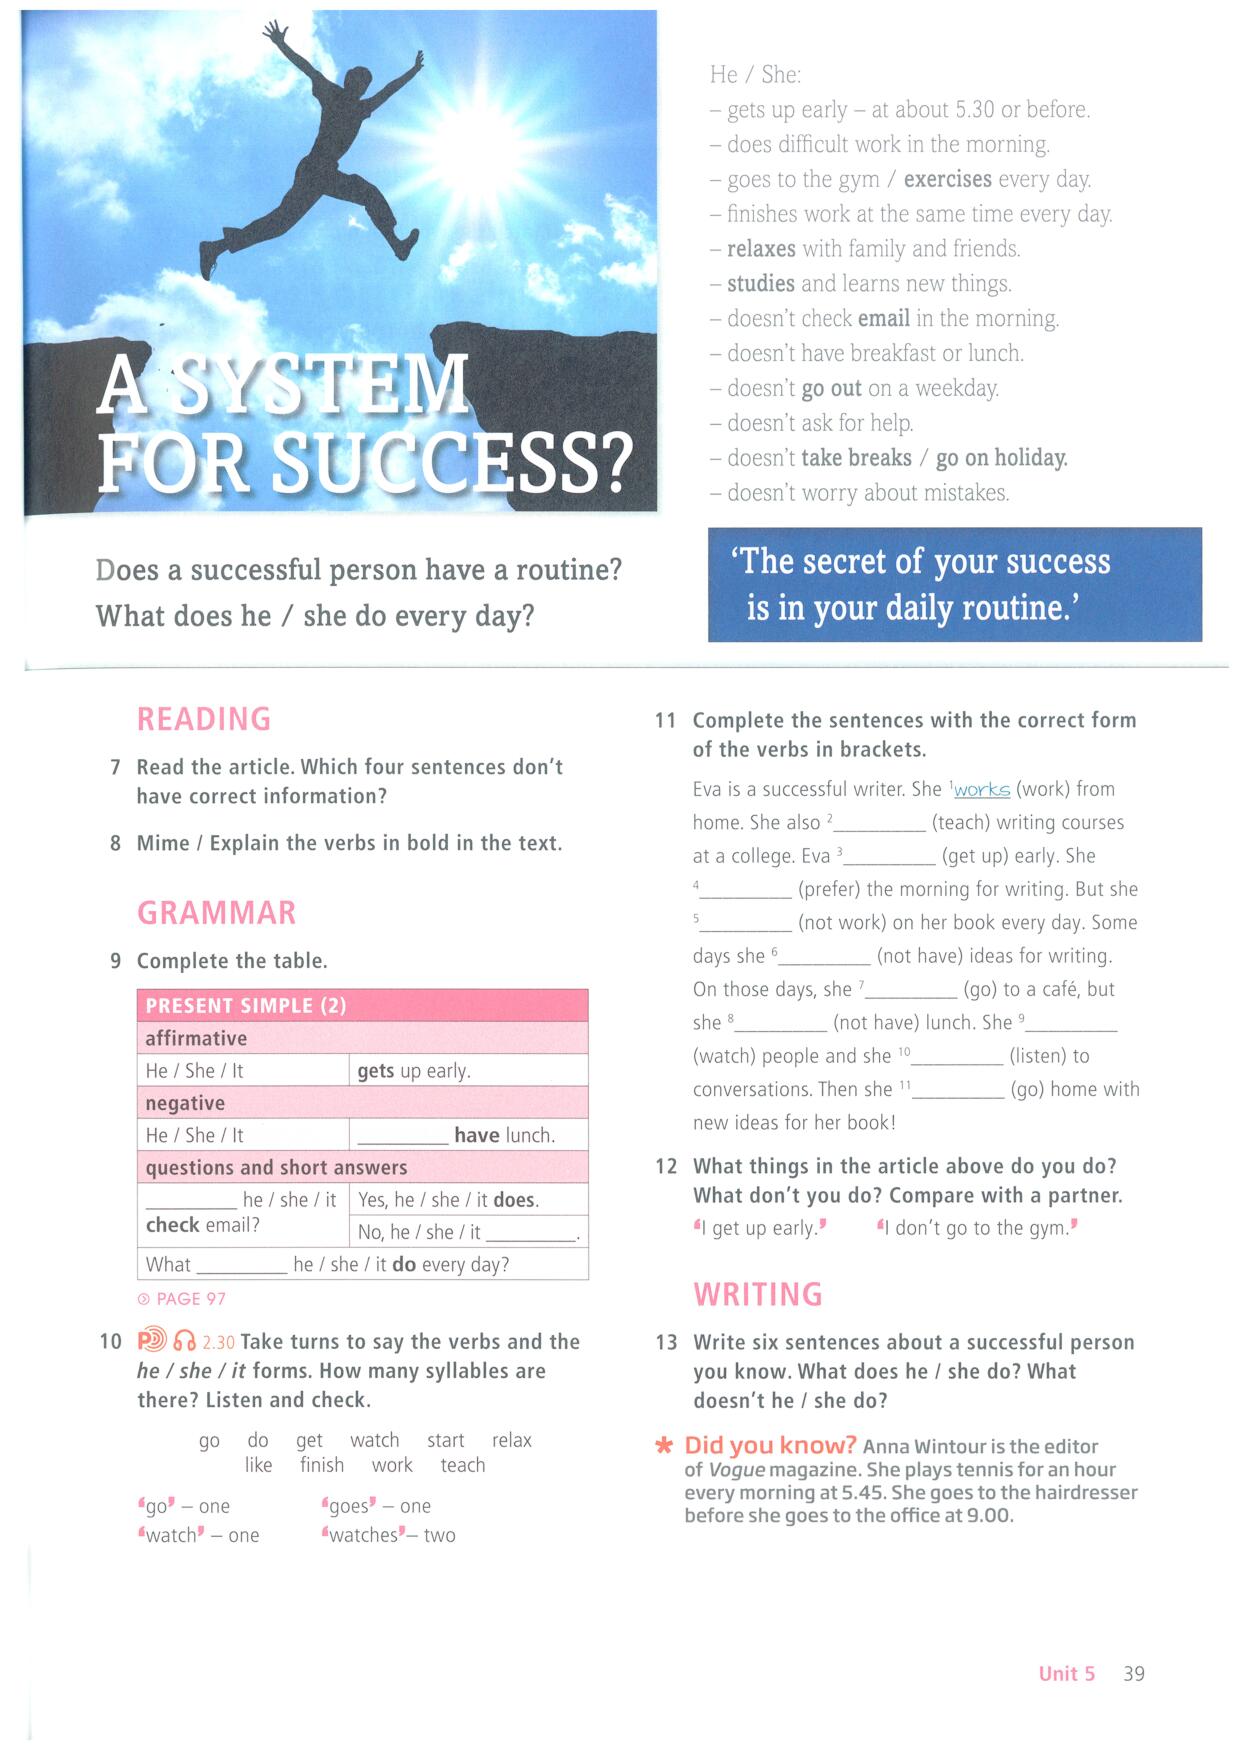 A SYSTEM
FOR SUCCESS?
Does a successful person have a routine?
What does he / she do every day?
He / She:
– gets up early – at about 5.30 or before.
– does difficult work in the morning.
– goes to the gym / exercises every day.
– finishes work at the same time every day.
– relaxes with family and friends.
– studies and learns new things.
– doesn't check email in the morning.
– doesn't have breakfast or lunch.
– doesn't go out on a weekday.
– doesn't ask for help.
– doesn't take breaks / go on holiday.
– doesn't worry about mistakes.
‘The secret of your success
is in your daily routine.’
READING
7 Read the article. Which four sentences don't
have correct information?
8 Mime / Explain the verbs in bold in the text.
GRAMMAR
9 Complete the table.
PRESENT SIMPLE (2)
affirmative
He / She / It gets up early.
negative
He / She / It ________ have lunch.
questions and short answers
________ he / she / it
check email?
Yes, he / she / it does.
No, he / she / it ________.
What ________ he / she / it do every day?
PAGE 97
10 P 2.30 Take turns to say the verbs and the
he / she / it forms. How many syllables are
there? Listen and check.
go do get watch start relax
like finish work teach
‘go’ – one ‘goes’ – one
‘watch’ – one ‘watches’ – two
11 Complete the sentences with the correct form
of the verbs in brackets.
Eva is a successful writer. She 1 works (work) from
home. She also 2 ________ (teach) writing courses
at a college. Eva 3 ________ (get up) early. She
4 ________ (prefer) the morning for writing. But she
5 ________ (not work) on her book every day. Some
days she 6 ________ (not have) ideas for writing.
On those days, she 7 ________ (go) to a café, but
she 8 ________ (not have) lunch. She 9 ________
(watch) people and she 10 ________ (listen) to
conversations. Then she 11 ________ (go) home with
new ideas for her book!
12 What things in the article above do you do?
What don't you do? Compare with a partner.
‘I get up early.’ ‘I don't go to the gym.’
WRITING
13 Write six sentences about a successful person
you know. What does he / she do? What
doesn't he / she do?
* Did you know? Anna Wintour is the editor
of Vogue magazine. She plays tennis for an hour
every morning at 5.45. She goes to the hairdresser
before she goes to the office at 9.00.
Unit 5 39